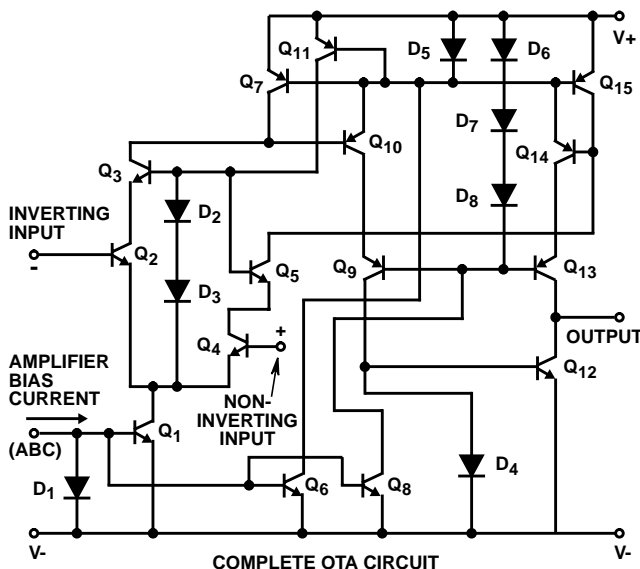 V+
Q11
D5
D6
Q7
Q15
D7
Q10
Q14
Q3
D2
D8
INVERTING
INPUT
-
Q2
D3
Q5
Q9
Q13
+
Q4
OUTPUT
AMPLIFIER
BIAS
CURRENT
Q12
NON-
INVERTING
INPUT
(ABC)
Q1
D1
Q6
Q8
D4
V-
V-
COMPLETE OTA CIRCUIT